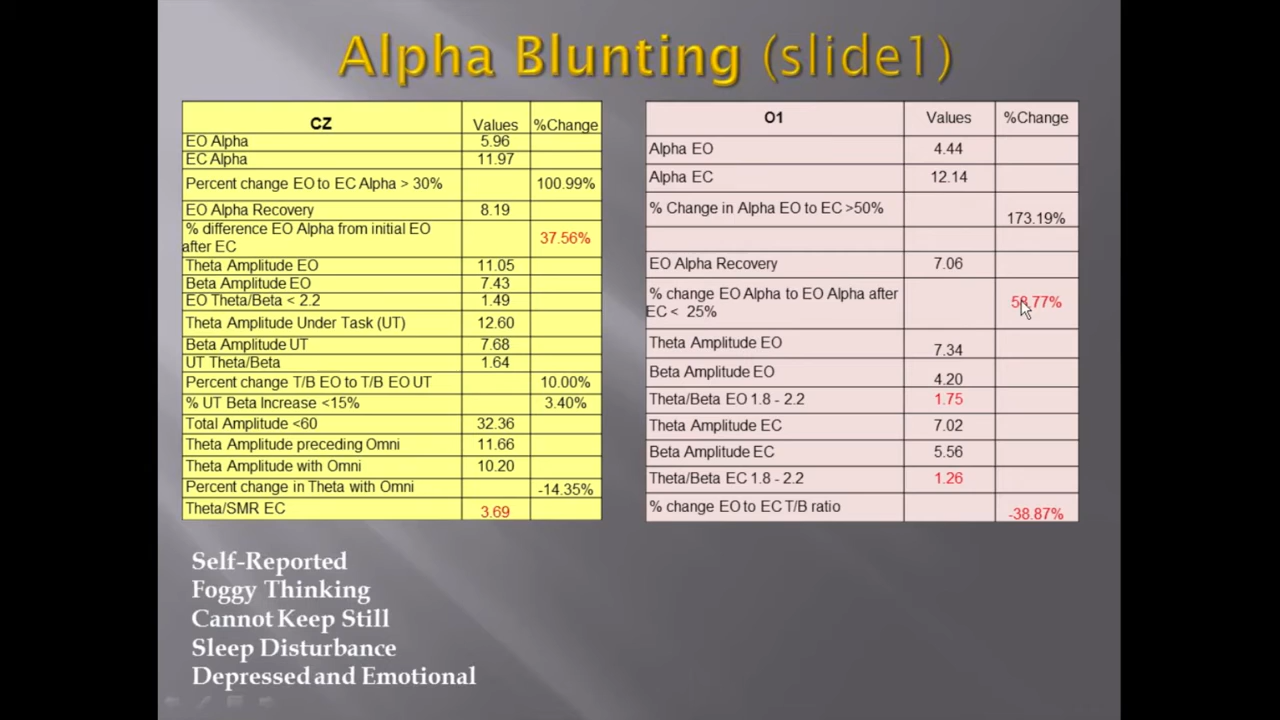 Alpha Blunting (slide1)
CZ Values %Change
EO Alpha 5.96
EC Alpha 11.97
Percent change EO to EC Alpha > 30% 100.99%
EO Alpha Recovery 8.19
% difference EO Alpha from initial EO
after EC 37.56%
Theta Amplitude EO 11.05
Beta Amplitude EO 7.43
EO Theta/Beta < 2.2 1.49
Theta Amplitude Under Task (UT) 12.60
Beta Amplitude UT 7.68
UT Theta/Beta 1.64
Percent change T/B EO to T/B EO UT 10.00%
% UT Beta Increase <15% 3.40%
Total Amplitude <60 32.36
Theta Amplitude preceding Omni 11.66
Theta Amplitude with Omni 10.20
Percent change in Theta with Omni -14.35%
Theta/SMR EC 3.69
O1 Values %Change
Alpha EO 4.44
Alpha EC 12.14
% Change in Alpha EO to EC >50% 173.19%
EO Alpha Recovery 7.06
% change EO Alpha to EO Alpha after
EC < 25%
Theta Amplitude EO 7.34
Beta Amplitude EO 4.20
Theta/Beta EO 1.8 - 2.2 1.75
Theta Amplitude EC 7.02
Beta Amplitude EC 5.56
Theta/Beta EC 1.8 - 2.2 1.26
% change EO to EC T/B ratio -38.87%
Self-Reported
Foggy Thinking
Cannot Keep Still
Sleep Disturbance
Depressed and Emotional